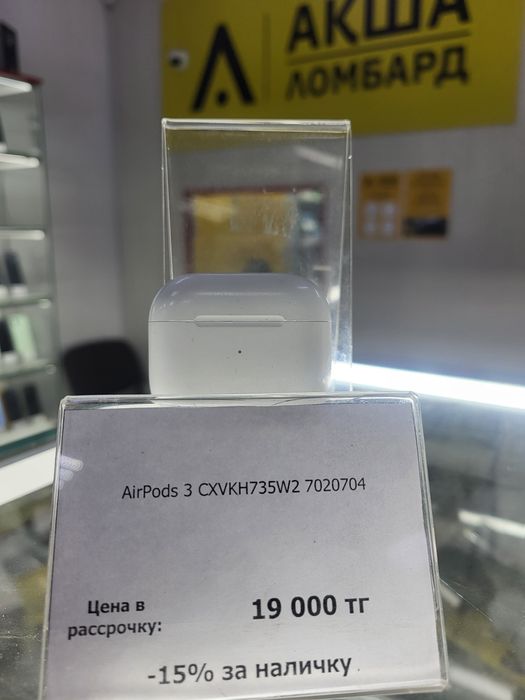 АКША
ЛОМБАРД
AirPods 3 CXVKH735W2 7020704
Цена в
рассрочку:
19 000 тг
-15% за наличку